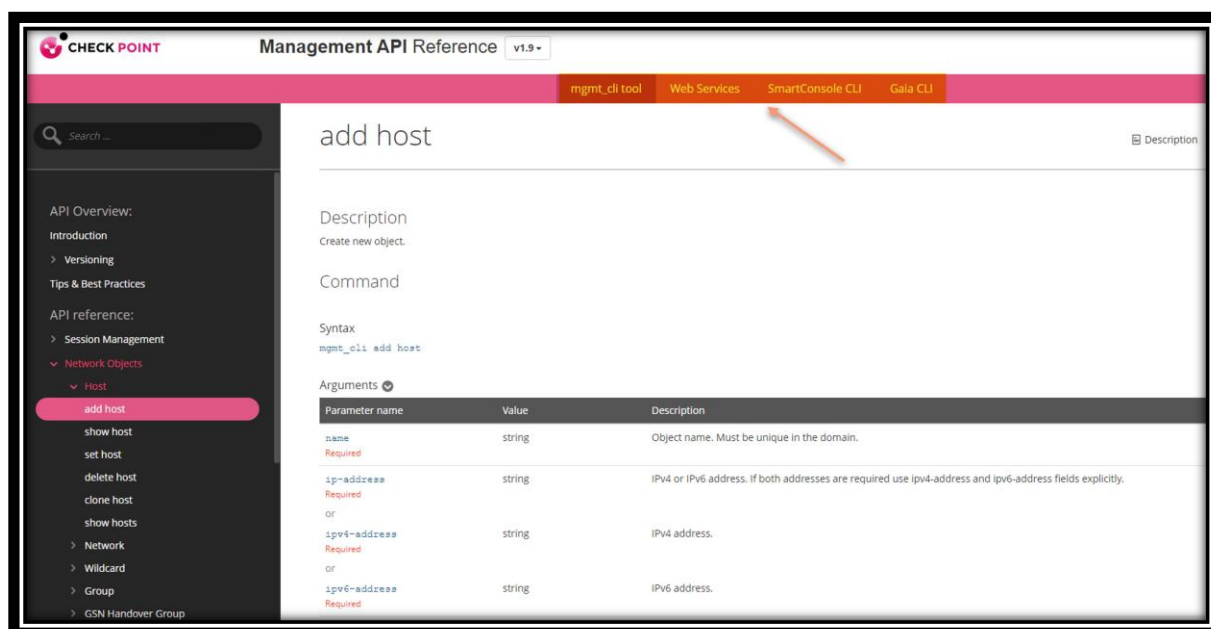 CHECK POINT
Management API Reference v1.9
mgmt_cli tool Web Services SmartConsole CLI Gaia CLI
Search ...
API Overview:
Introduction
Versioning
Tips & Best Practices
API reference:
Session Management
Network Objects
Host
add host
show host
set host
delete host
clone host
show hosts
Network
Wildcard
Group
GSN Handover Group
add host
Description
Description
Create new object.
Command
Syntax
mgmt_cli add host
Arguments
Parameter name Value Description
name string Object name. Must be unique in the domain.
Required
ip-address string IPv4 or IPv6 address. If both addresses are required use ipv4-address and ipv6-address fields explicitly.
Required
or
ipv4-address string IPv4 address.
Required
or
ipv6-address string IPv6 address.
Required